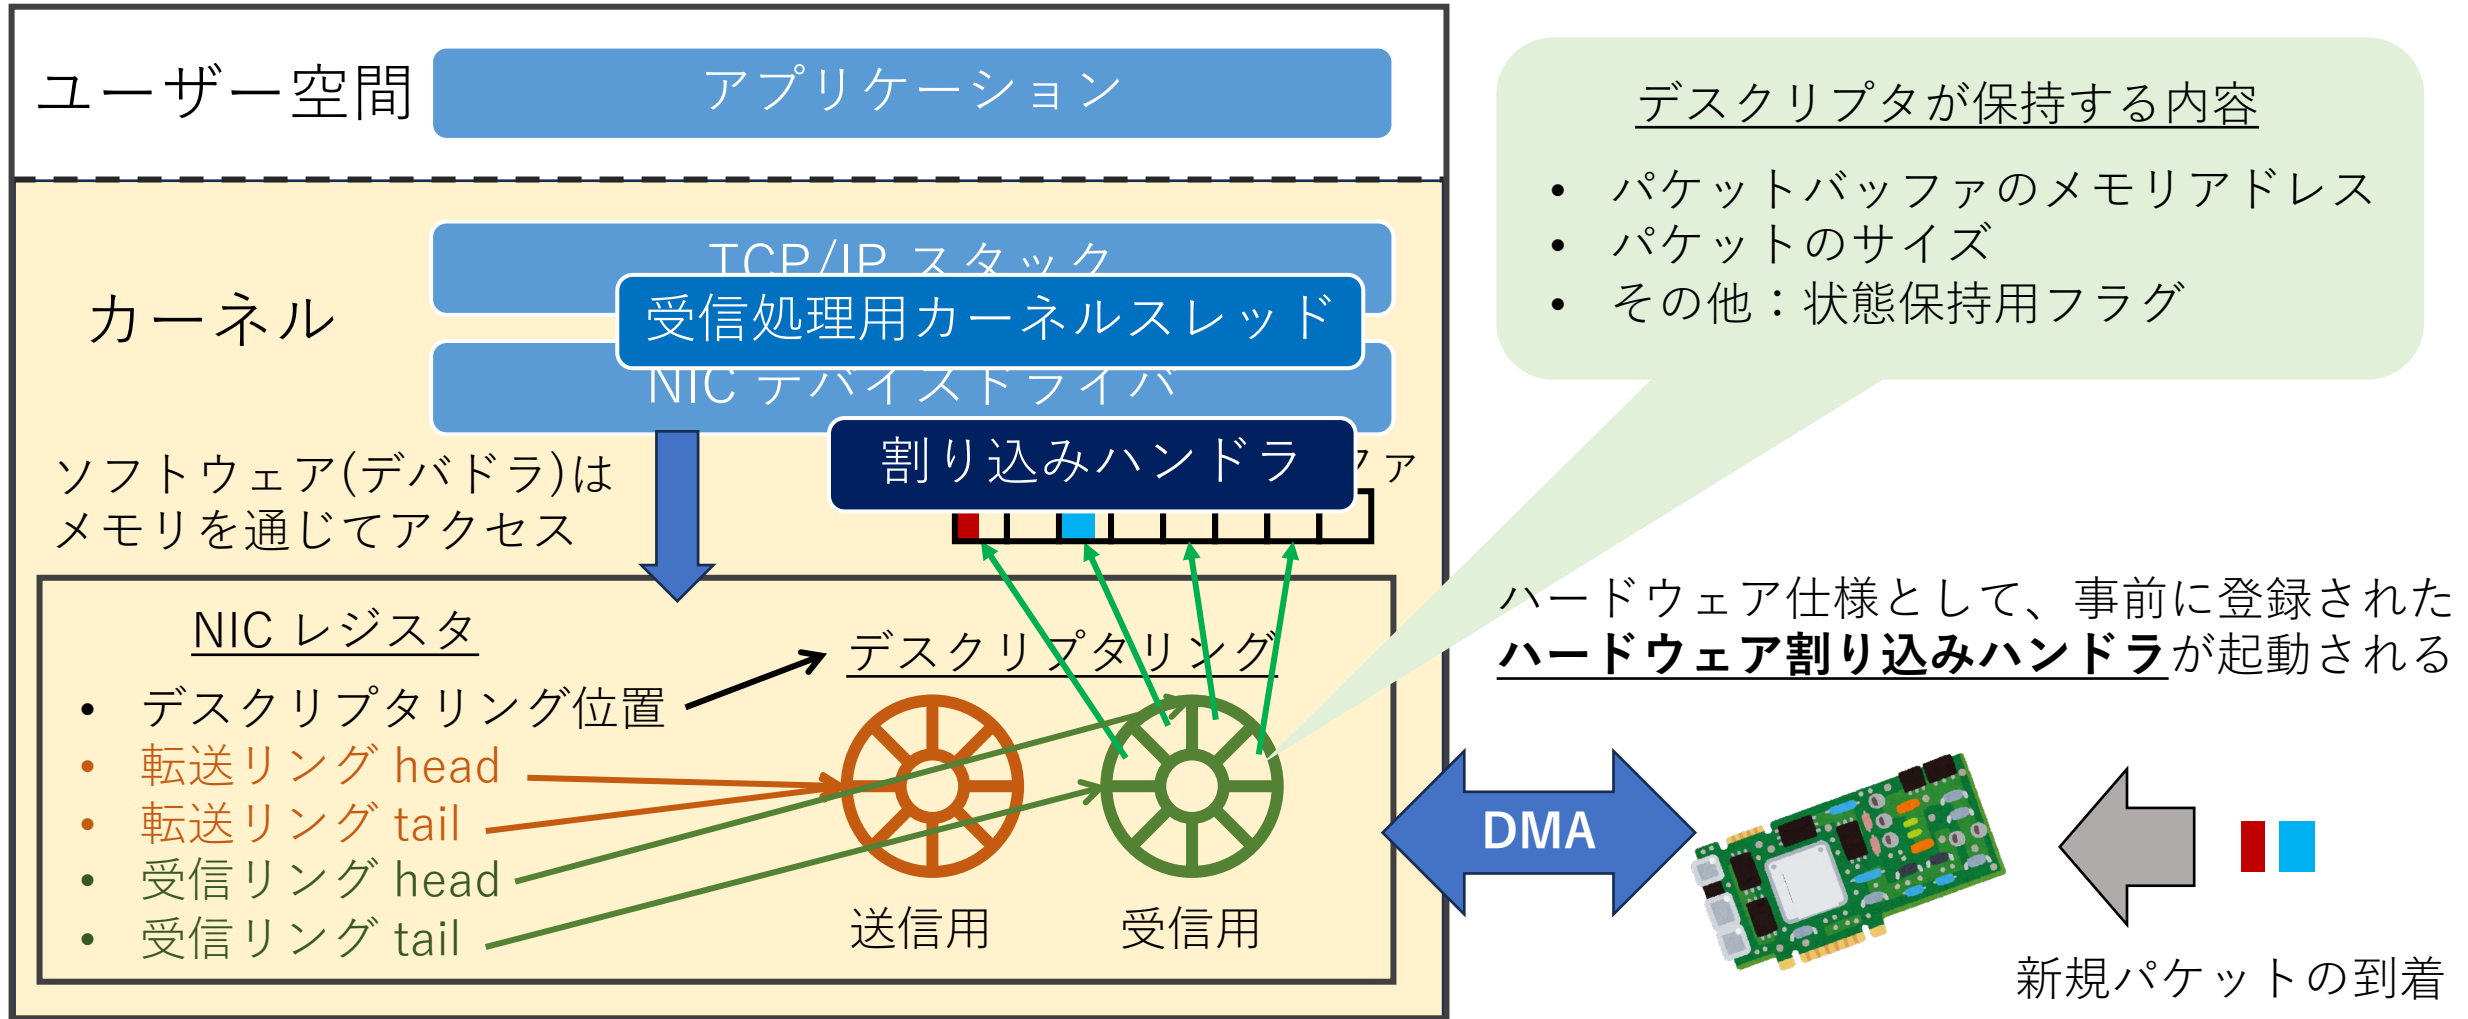 ユーザー空間
アプリケーション
カーネル
TCP/IP スタック
受信処理用カーネルスレッド
NIC デバイスドライバ
割り込みハンドラ
ファ
ソフトウェア(デバドラ)は
メモリを通じてアクセス
NIC レジスタ
• デスクリプタリング位置
• 転送リング head
• 転送リング tail
• 受信リング head
• 受信リング tail
デスクリプタリング
送信用
受信用
デスクリプタが保持する内容
• パケットバッファのメモリアドレス
• パケットのサイズ
• その他：状態保持用フラグ
ハードウェア仕様として、事前に登録された
ハードウェア割り込みハンドラが起動される
DMA
新規パケットの到着